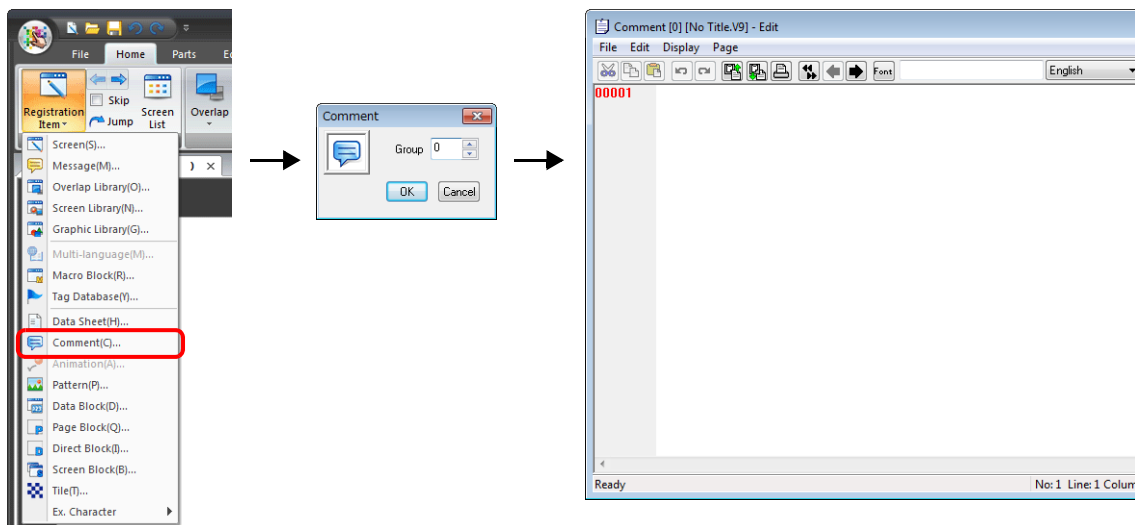 File Home Parts
Registration Item
Skip
Jump
Screen List
Overlap
Screen(S)...
Message(M)...
Overlap Library(O)...
Screen Library(N)...
Graphic Library(G)...
Multi-language(M)...
Macro Block(R)...
Tag Database(Y)...
Data Sheet(H)...
Comment(C)...
Animation(A)...
Pattern(P)...
Data Block(D)...
Page Block(Q)...
Direct Block(I)...
Screen Block(B)...
Tile(T)...
Ex. Character
Comment
Group 0
OK Cancel
Comment [0] [No Title.V9] - Edit
File Edit Display Page
Font English
00001
Ready No: 1 Line: 1 Colum